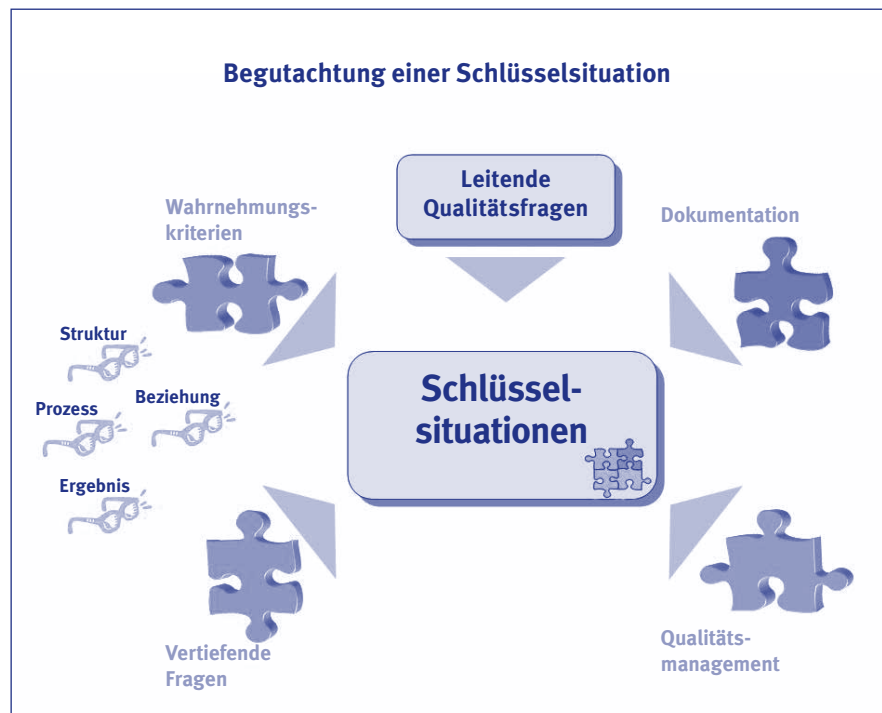 Begutachtung einer Schlüsselsituation
Leitende
Qualitätsfragen
Wahrnehmungs-
kriterien
Dokumentation
Struktur
Prozess
Beziehung
Ergebnis
Schlüssel-
situationen
Vertiefende
Fragen
Qualitäts-
management